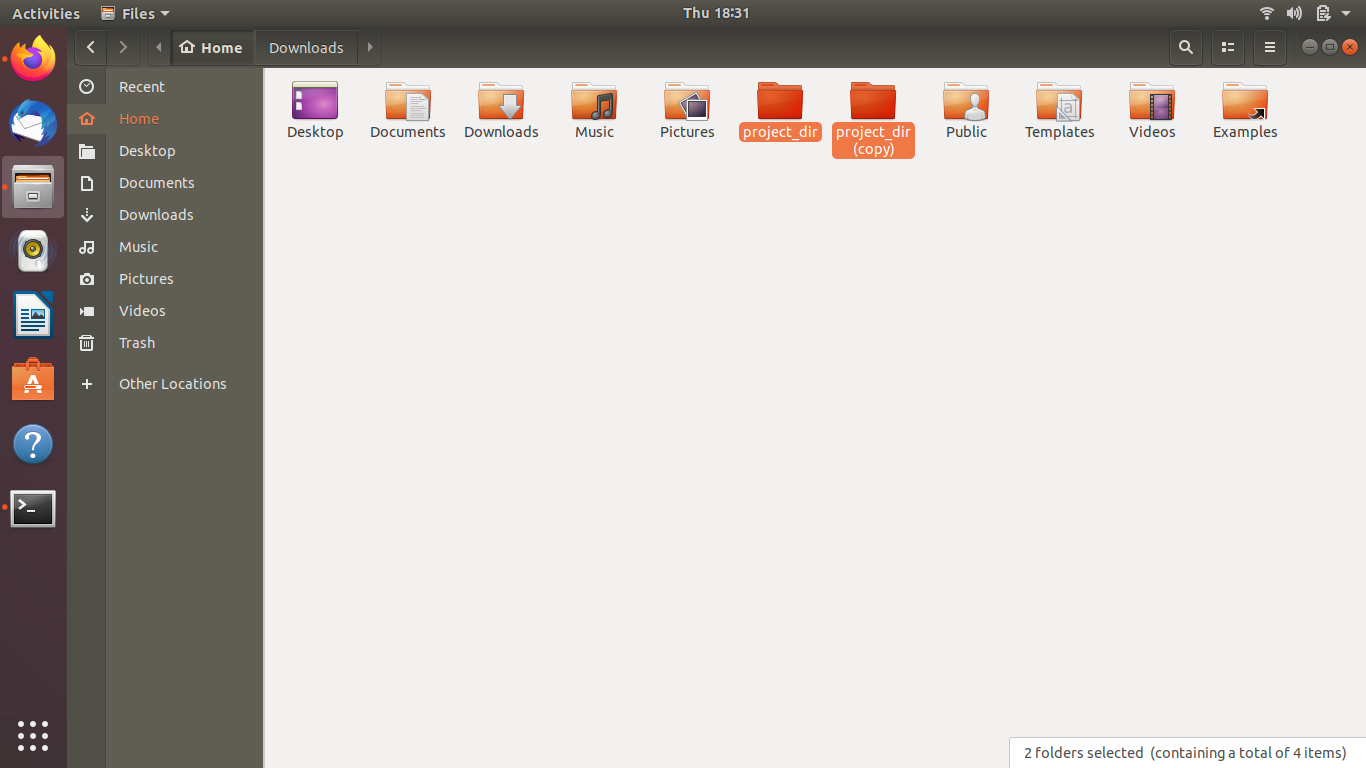 Activities
Files
Thu 18:31
Home
Downloads
Recent
Home
Desktop
Documents
Downloads
Music
Pictures
Videos
Trash
Other Locations
Desktop
Documents
Downloads
Music
Pictures
project_dir
project_dir
(copy)
Public
Templates
Videos
Examples
2 folders selected (containing a total of 4 items)